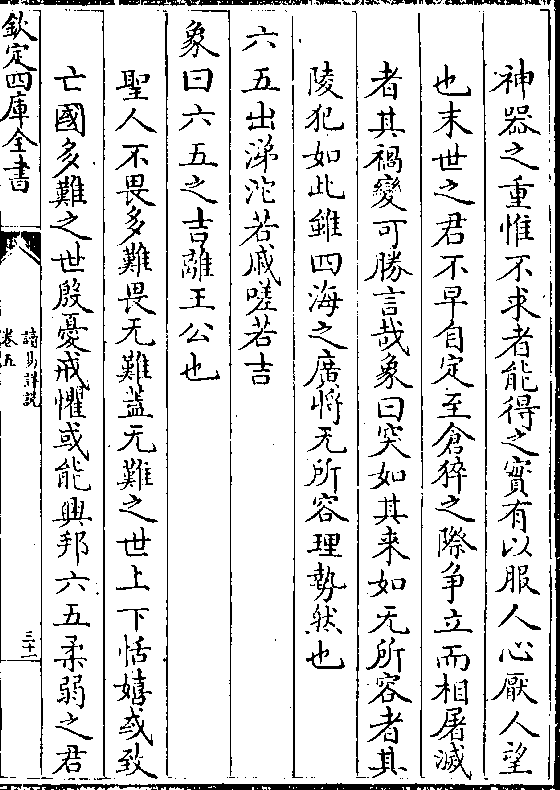 神器之重惟不求者能得之實有以服人心厭人望
也末世之君不早自定至倉猝之際争立而相屠滅
者其禍變可勝言哉象曰突如其来如无所容者其
陵犯如此雖四海之廣将无所容理勢然也
六五出涕沱若戚嗟若吉
象曰六五之吉離王公也
聖人不畏多難畏无難葢无難之世上下恬嬉或致
亡國多難之世殷憂戒懼或能興邦六五柔弱之君
欽定四庫全書
讀易詳説
卷五
三十二